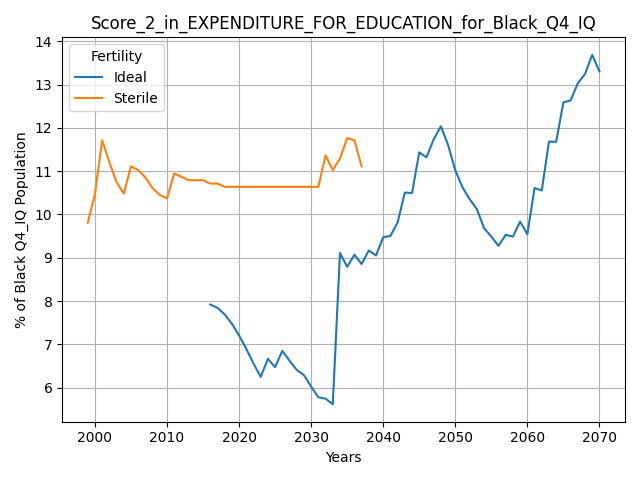 Score_2_in_EXPENDITURE_FOR_EDUCATION_for_Black_Q4_IQ
Fertility
Ideal
Sterile
% of Black Q4_IQ Population
14
13
12
11
10
9
8
7
6
2000 2010 2020 2030 2040 2050 2060 2070
Years